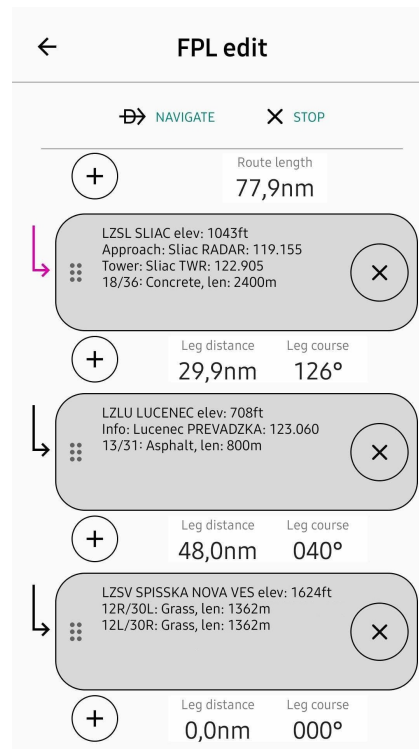 FPL edit
NAVIGATE STOP
Route length
77,9nm
LZSL SLIAC elev: 1043ft
Approach: Sliac RADAR: 119.155
Tower: Sliac TWR: 122.905
18/36: Concrete, len: 2400m
Leg distance Leg course
29,9nm 126°
LZLU LUCENEC elev: 708ft
Info: Lucenec PREVADZKA: 123.060
13/31: Asphalt, len: 800m
Leg distance Leg course
48,0nm 040°
LZSV SPISSKA NOVA VES elev: 1624ft
12R/30L: Grass, len: 1362m
12L/30R: Grass, len: 1362m
Leg distance Leg course
0,0nm 000°